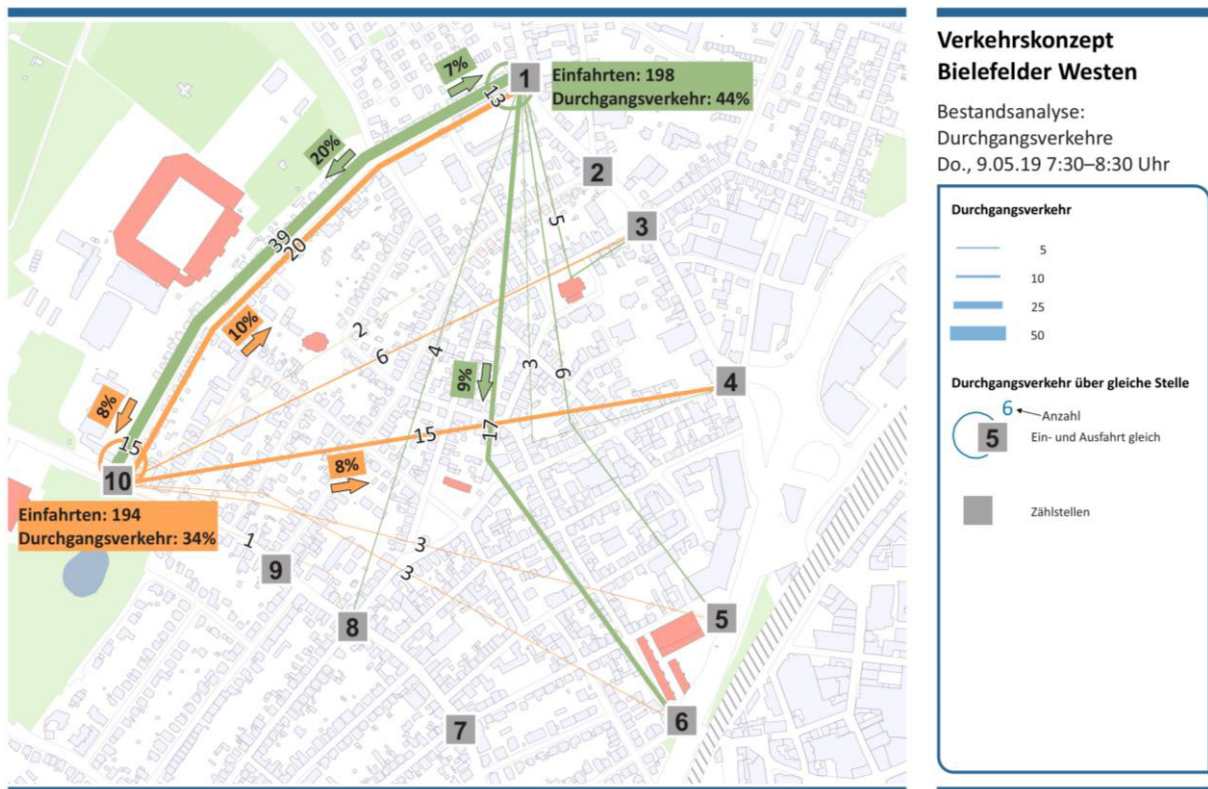 Verkehrskonzept
Bielefelder Westen
Bestandsanalyse:
Durchgangsverkehre
Do., 9.05.19 7:30–8:30 Uhr
Durchgangsverkehr
5
10
25
50
Durchgangsverkehr über gleiche Stelle
6
Anzahl
5
Ein- und Ausfahrt gleich
Zählstellen
7%
1
Einfahrten: 198
Durchgangsverkehr: 44%
13
20%
2
5
3
39
20
10%
2
6
4
3
6
9%
4
8%
15
15
17
10
8%
Einfahrten: 194
Durchgangsverkehr: 34%
1
3
3
9
8
5
6
7